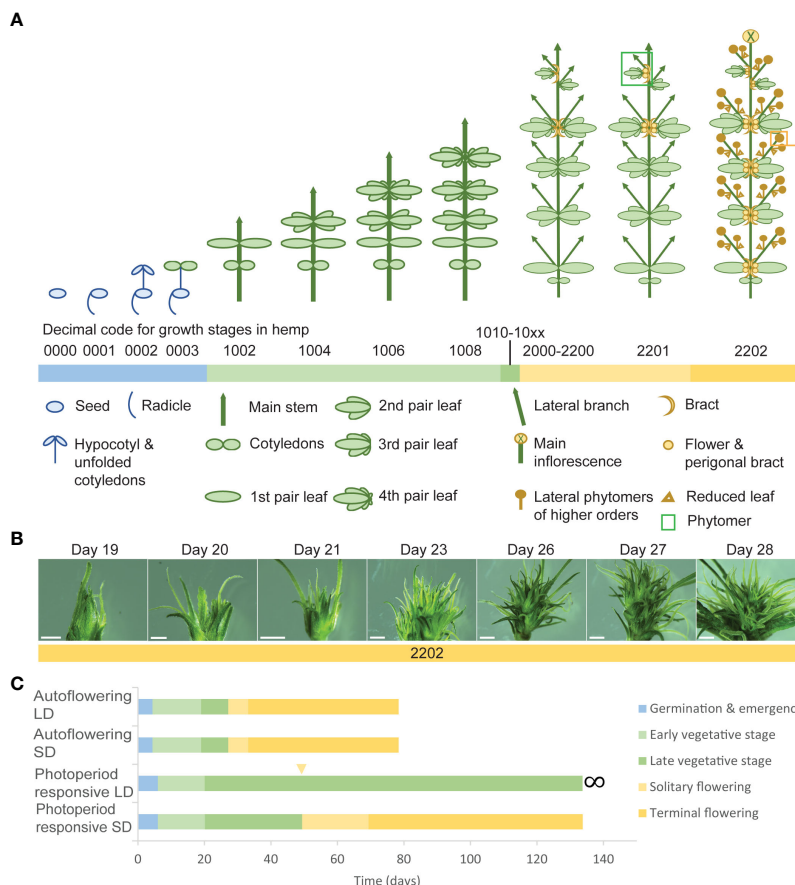 A
X
Decimal code for growth stages in hemp
1010-10xx
0000 0001 0002 0003 1002 1004 1006 1008 2000-2200 2201 2202
Seed
Radicle
Main stem
2nd pair leaf
Lateral branch
Bract
Hypocotyl &
unfolded
cotyledons
Cotyledons
3rd pair leaf
X
Main
inflorescence
Flower &
perigonal bract
1st pair leaf
4th pair leaf
Lateral phytomers
of higher orders
Reduced leaf
Phytomer
B
Day 19 Day 20 Day 21 Day 23 Day 26 Day 27 Day 28
2202
C
Autoflowering
LD
Autoflowering
SD
Photoperiod
responsive LD
∞
Photoperiod
responsive SD
0 20 40 60 80 100 120 140
Time (days)
Germination & emergenc
Early vegetative stage
Late vegetative stage
Solitary flowering
Terminal flowering